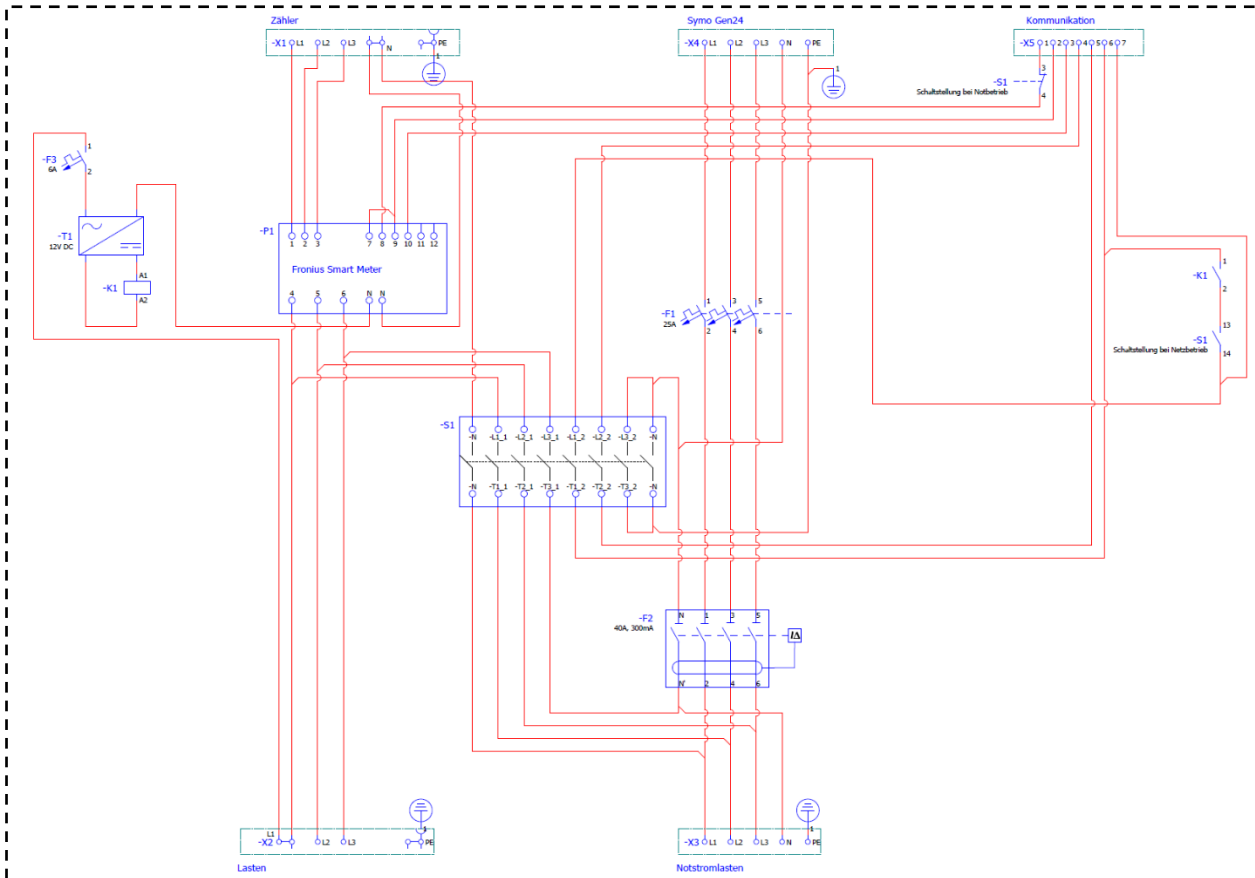 Zähler
Symo Gen24
Kommunikation
-X1 L1 L2 L3 N PE
1
-X4 L1 L2 L3 N PE
1
-X5 1 2 3 4 5 6 7
-S1
Schaltstellung bei Notbetrieb
3
4
-F3
6A
1
2
-T1
12V DC
-K1
A1
A2
-P1
1 2 3 7 8 9 10 11 12
Fronius Smart Meter
4 5 6 N N
-F1
25A
1 3 5
2 4 6
-K1
1
2
-S1
Schaltstellung bei Netzbetrieb
13
14
-S1
-N -L1_1 -L2_1 -L3_1 -L1_2 -L2_2 -L3_2 -N
-N -T1_1 -T2_1 -T3_1 -T1_2 -T2_2 -T3_2 -N
-F2
40A, 300mA
N 1 3 5
IΔ
N' 2 4 6
1
1
L1
-X2 L2 L3 PE
-X3 L1 L2 L3 N PE
Lasten
Notstromlasten